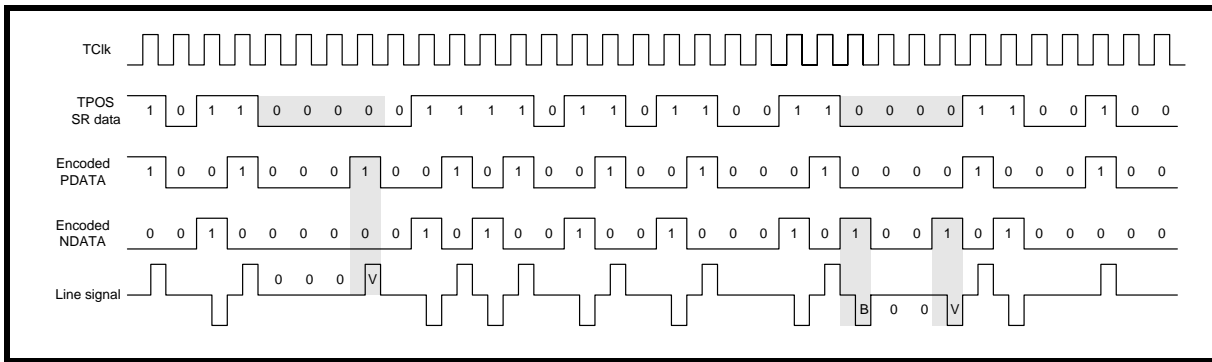 TClk
TPOS
SR data
1 0 1 1 0 0 0 0 0 1 1 1 1 0 1 1 0 1 1 0 0 1 1 0 0 0 0 1 1 0 0 1 0 0
Encoded
PDATA
1 0 0 1 0 0 0 1 0 0 1 0 1 0 0 1 0 0 1 0 0 0 1 0 0 0 0 1 0 0 0 1 0 0
Encoded
NDATA
0 0 1 0 0 0 0 0 0 1 0 1 0 0 1 0 0 1 0 0 0 1 0 1 0 0 1 0 1 0 0 0 0 0
Line signal
0 0 0 V
B 0 0 V